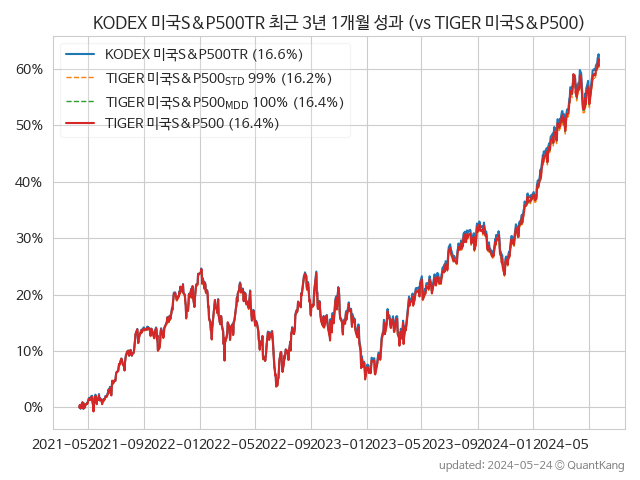 KODEX 미국S&P500TR 최근 3년 1개월 성과 (vs TIGER 미국S&P500)
KODEX 미국S&P500TR (16.6%)
TIGER 미국S&P500STD 99% (16.2%)
TIGER 미국S&P500MDD 100% (16.4%)
TIGER 미국S&P500 (16.4%)
60%
50%
40%
30%
20%
10%
0%
2021-05 2021-09 2022-01 2022-05 2022-09 2023-01 2023-05 2023-09 2024-01 2024-05
updated: 2024-05-24 © QuantKang